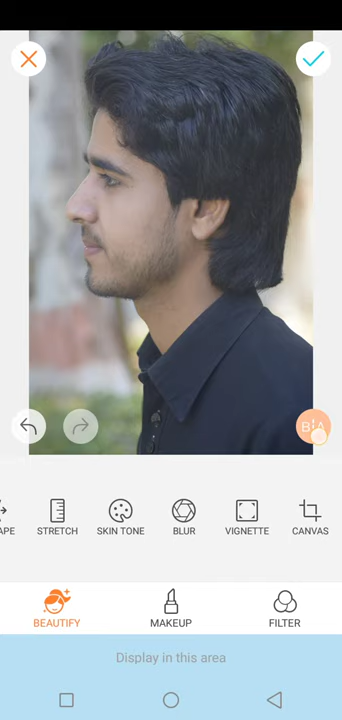 B|A
APE STRETCH SKIN TONE BLUR VIGNETTE CANVAS
BEAUTIFY MAKEUP FILTER
Display in this area